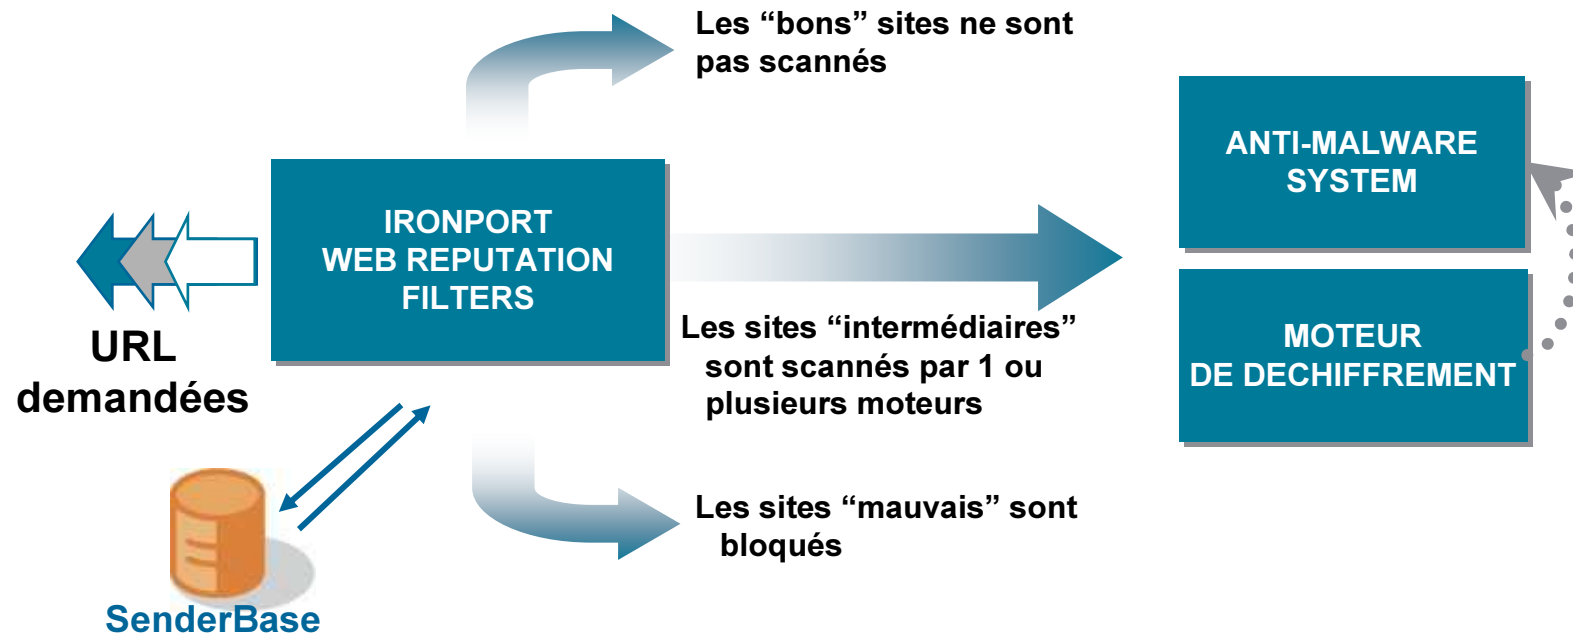 Les “bons” sites ne sont
pas scannés
ANTI-MALWARE
SYSTEM
IRONPORT
WEB REPUTATION
FILTERS
URL
demandées
Les sites “intermédiaires”
sont scannés par 1 ou
plusieurs moteurs
MOTEUR
DE DECHIFFREMENT
Les sites “mauvais” sont
bloqués
SenderBase